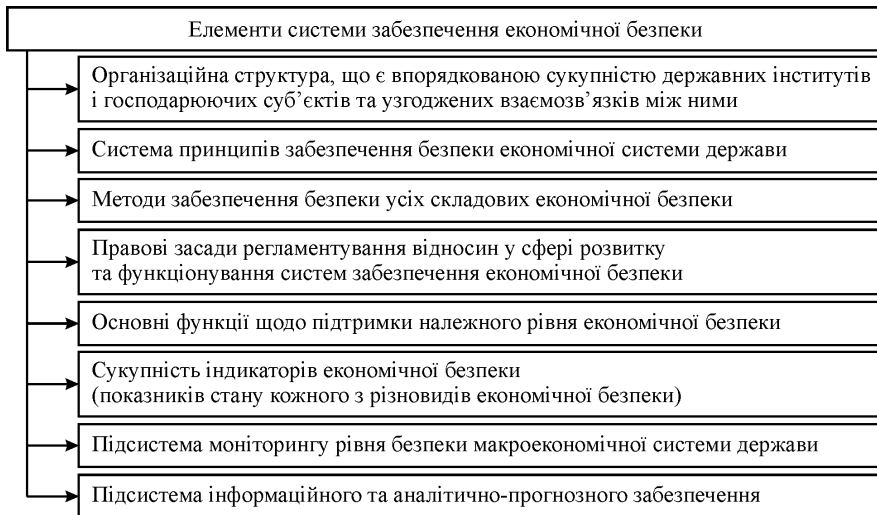 Елементи системи забезпечення економічної безпеки
Організаційна структура, що є впорядкованою сукупністю державних інститутів
і господарюючих суб’єктів та узгоджених взаємозв’язків між ними
Система принципів забезпечення безпеки економічної системи держави
Методи забезпечення безпеки усіх складових економічної безпеки
Правові засади регламентування відносин у сфері розвитку
та функціонування систем забезпечення економічної безпеки
Основні функції щодо підтримки належного рівня економічної безпеки
Сукупність індикаторів економічної безпеки
(показників стану кожного з різновидів економічної безпеки)
Підсистема моніторингу рівня безпеки макроекономічної системи держави
Підсистема інформаційного та аналітично-прогнозного забезпечення